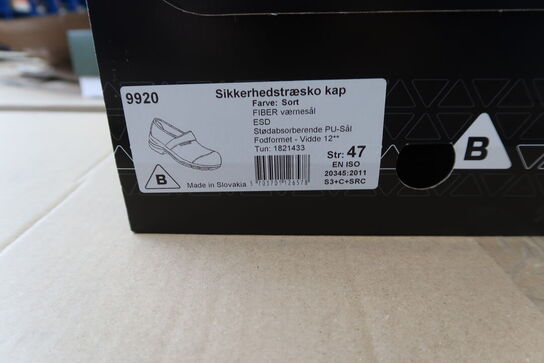 9920
Sikkerhedstræsko kap
Farve: Sort
FIBER værnesål
ESD
Stødabsorberende PU-Sål
Fodformet - Vidde 12**
Tun: 1821433
Str: 47
EN ISO
20345:2011
S3+C+SRC
B
Made in Slovakia
1703701126578
B